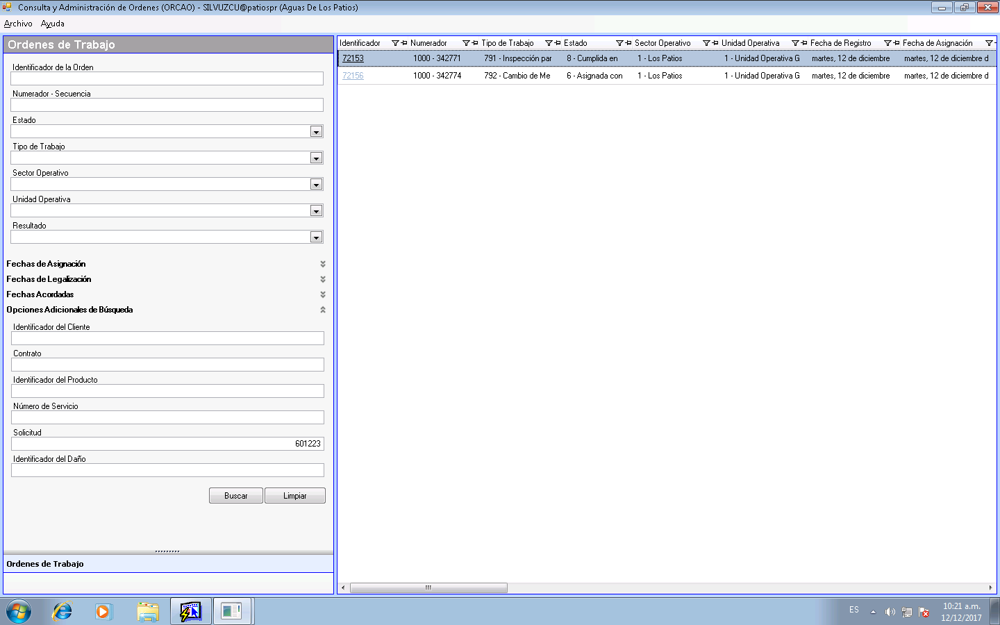 Consulta y Administración de Ordenes (ORCAO) - SILVUZCU@patiospr (Aguas De Los Patios)
Archivo Ayuda
Ordenes de Trabajo
Identificador de la Orden
Numerador - Secuencia
Estado
Tipo de Trabajo
Sector Operativo
Unidad Operativa
Resultado
Fechas de Asignación
Fechas de Legalización
Fechas Acordadas
Opciones Adicionales de Búsqueda
Identificador del Cliente
Contrato
Identificador del Producto
Número de Servicio
Solicitud
601223
Identificador del Daño
Buscar Limpiar
Ordenes de Trabajo
Identificador Numerador Tipo de Trabajo Estado Sector Operativo Unidad Operativa Fecha de Registro Fecha de Asignación
72153 1000 - 342771 791 - Inspección par 8 - Cumplida en 1 - Los Patios 1 - Unidad Operativa G martes, 12 de diciembre martes, 12 de diciembre d
72156 1000 - 342774 792 - Cambio de Me 6 - Asignada con 1 - Los Patios 1 - Unidad Operativa G martes, 12 de diciembre martes, 12 de diciembre d
ES
10:21 a.m.
12/12/2017